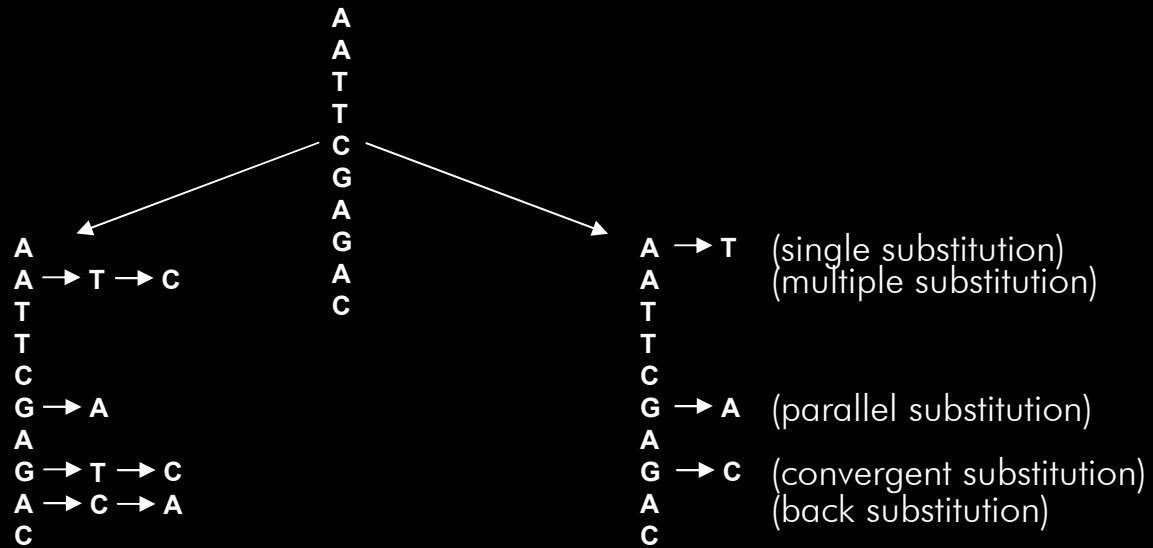 A
A
T
T
C
G
A
G
A
C
A
A → T → C
T
T
C
G → A
A
G → T → C
A → C → A
C
A → T (single substitution)
A (multiple substitution)
T
T
C
G → A (parallel substitution)
A
G → C (convergent substitution)
A (back substitution)
C